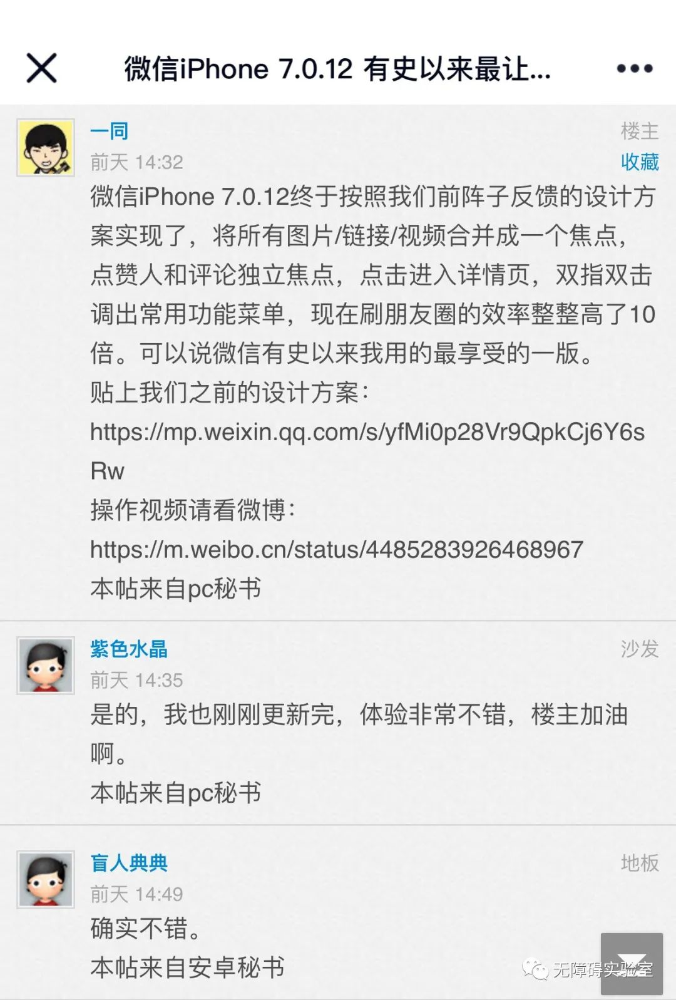 微信iPhone 7.0.12 有史以来最让...
一同
楼主
前天 14:32
收藏
微信iPhone 7.0.12终于按照我们前阵子反馈的设计方
案实现了，将所有图片/链接/视频合并成一个焦点，
点赞人和评论独立焦点，点击进入详情页，双指双击
调出常用功能菜单，现在刷朋友圈的效率整整高了10
倍。可以说微信有史以来我用的最享受的一版。
贴上我们之前的设计方案：
https://mp.weixin.qq.com/s/yfMi0p28Vr9QpkCj6Y6s
Rw
操作视频请看微博：
https://m.weibo.cn/status/4485283926468967
本帖来自pc秘书
紫色水晶
沙发
前天 14:35
是的，我也刚刚更新完，体验非常不错，楼主加油
啊。
本帖来自pc秘书
盲人典典
地板
前天 14:49
确实不错。
本帖来自安卓秘书
无障碍实验室